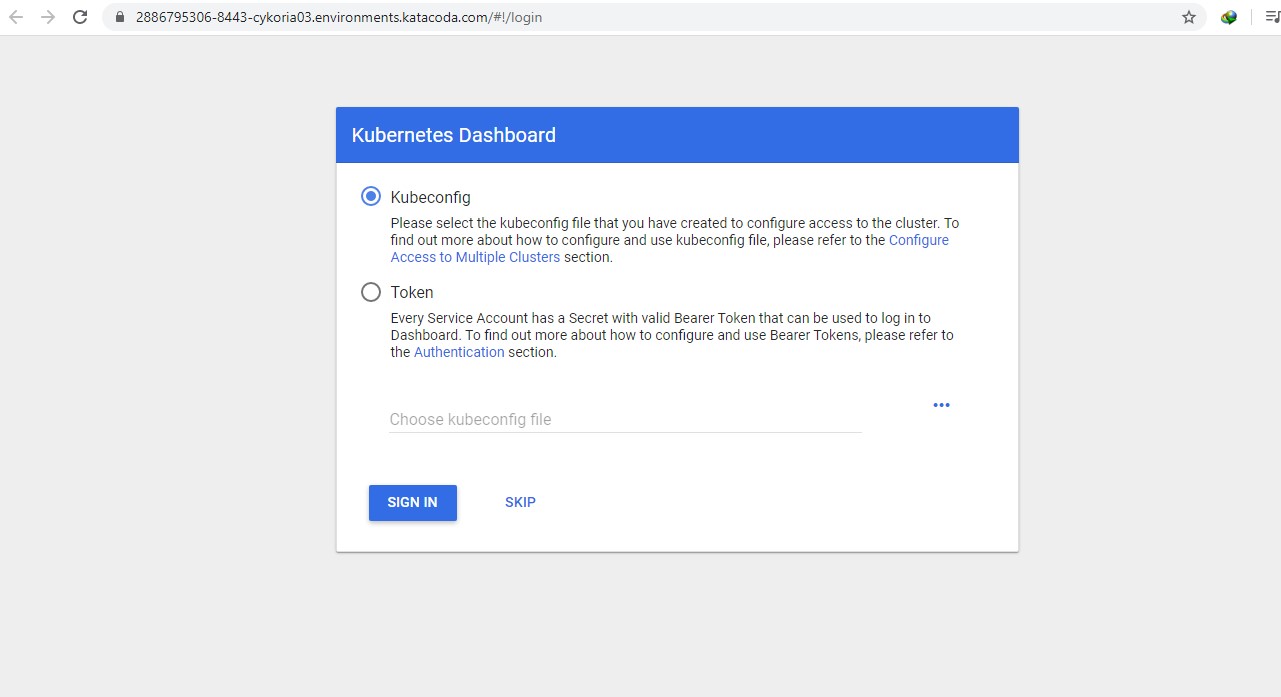 2886795306-8443-cykoria03.environments.katacoda.com/#!/login
Kubernetes Dashboard
Kubeconfig
Please select the kubeconfig file that you have created to configure access to the cluster. To
find out more about how to configure and use kubeconfig file, please refer to the Configure
Access to Multiple Clusters section.
Token
Every Service Account has a Secret with valid Bearer Token that can be used to log in to
Dashboard. To find out more about how to configure and use Bearer Tokens, please refer to
the Authentication section.
Choose kubeconfig file
SIGN IN SKIP